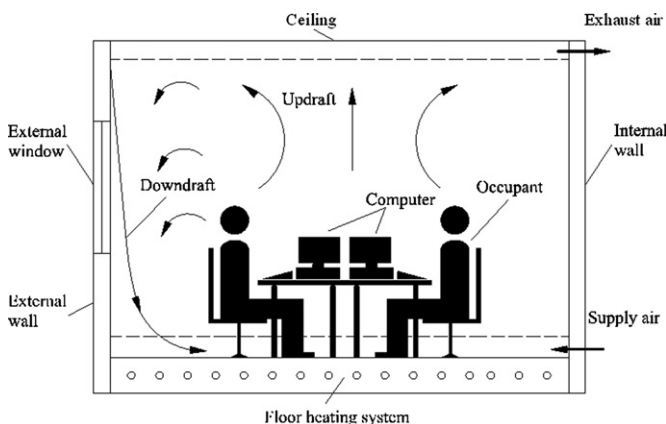 Ceiling
Exhaust air
External
window
Updraft
Internal
wall
Downdraft
Computer
Occupant
External
wall
Supply air
Floor heating system